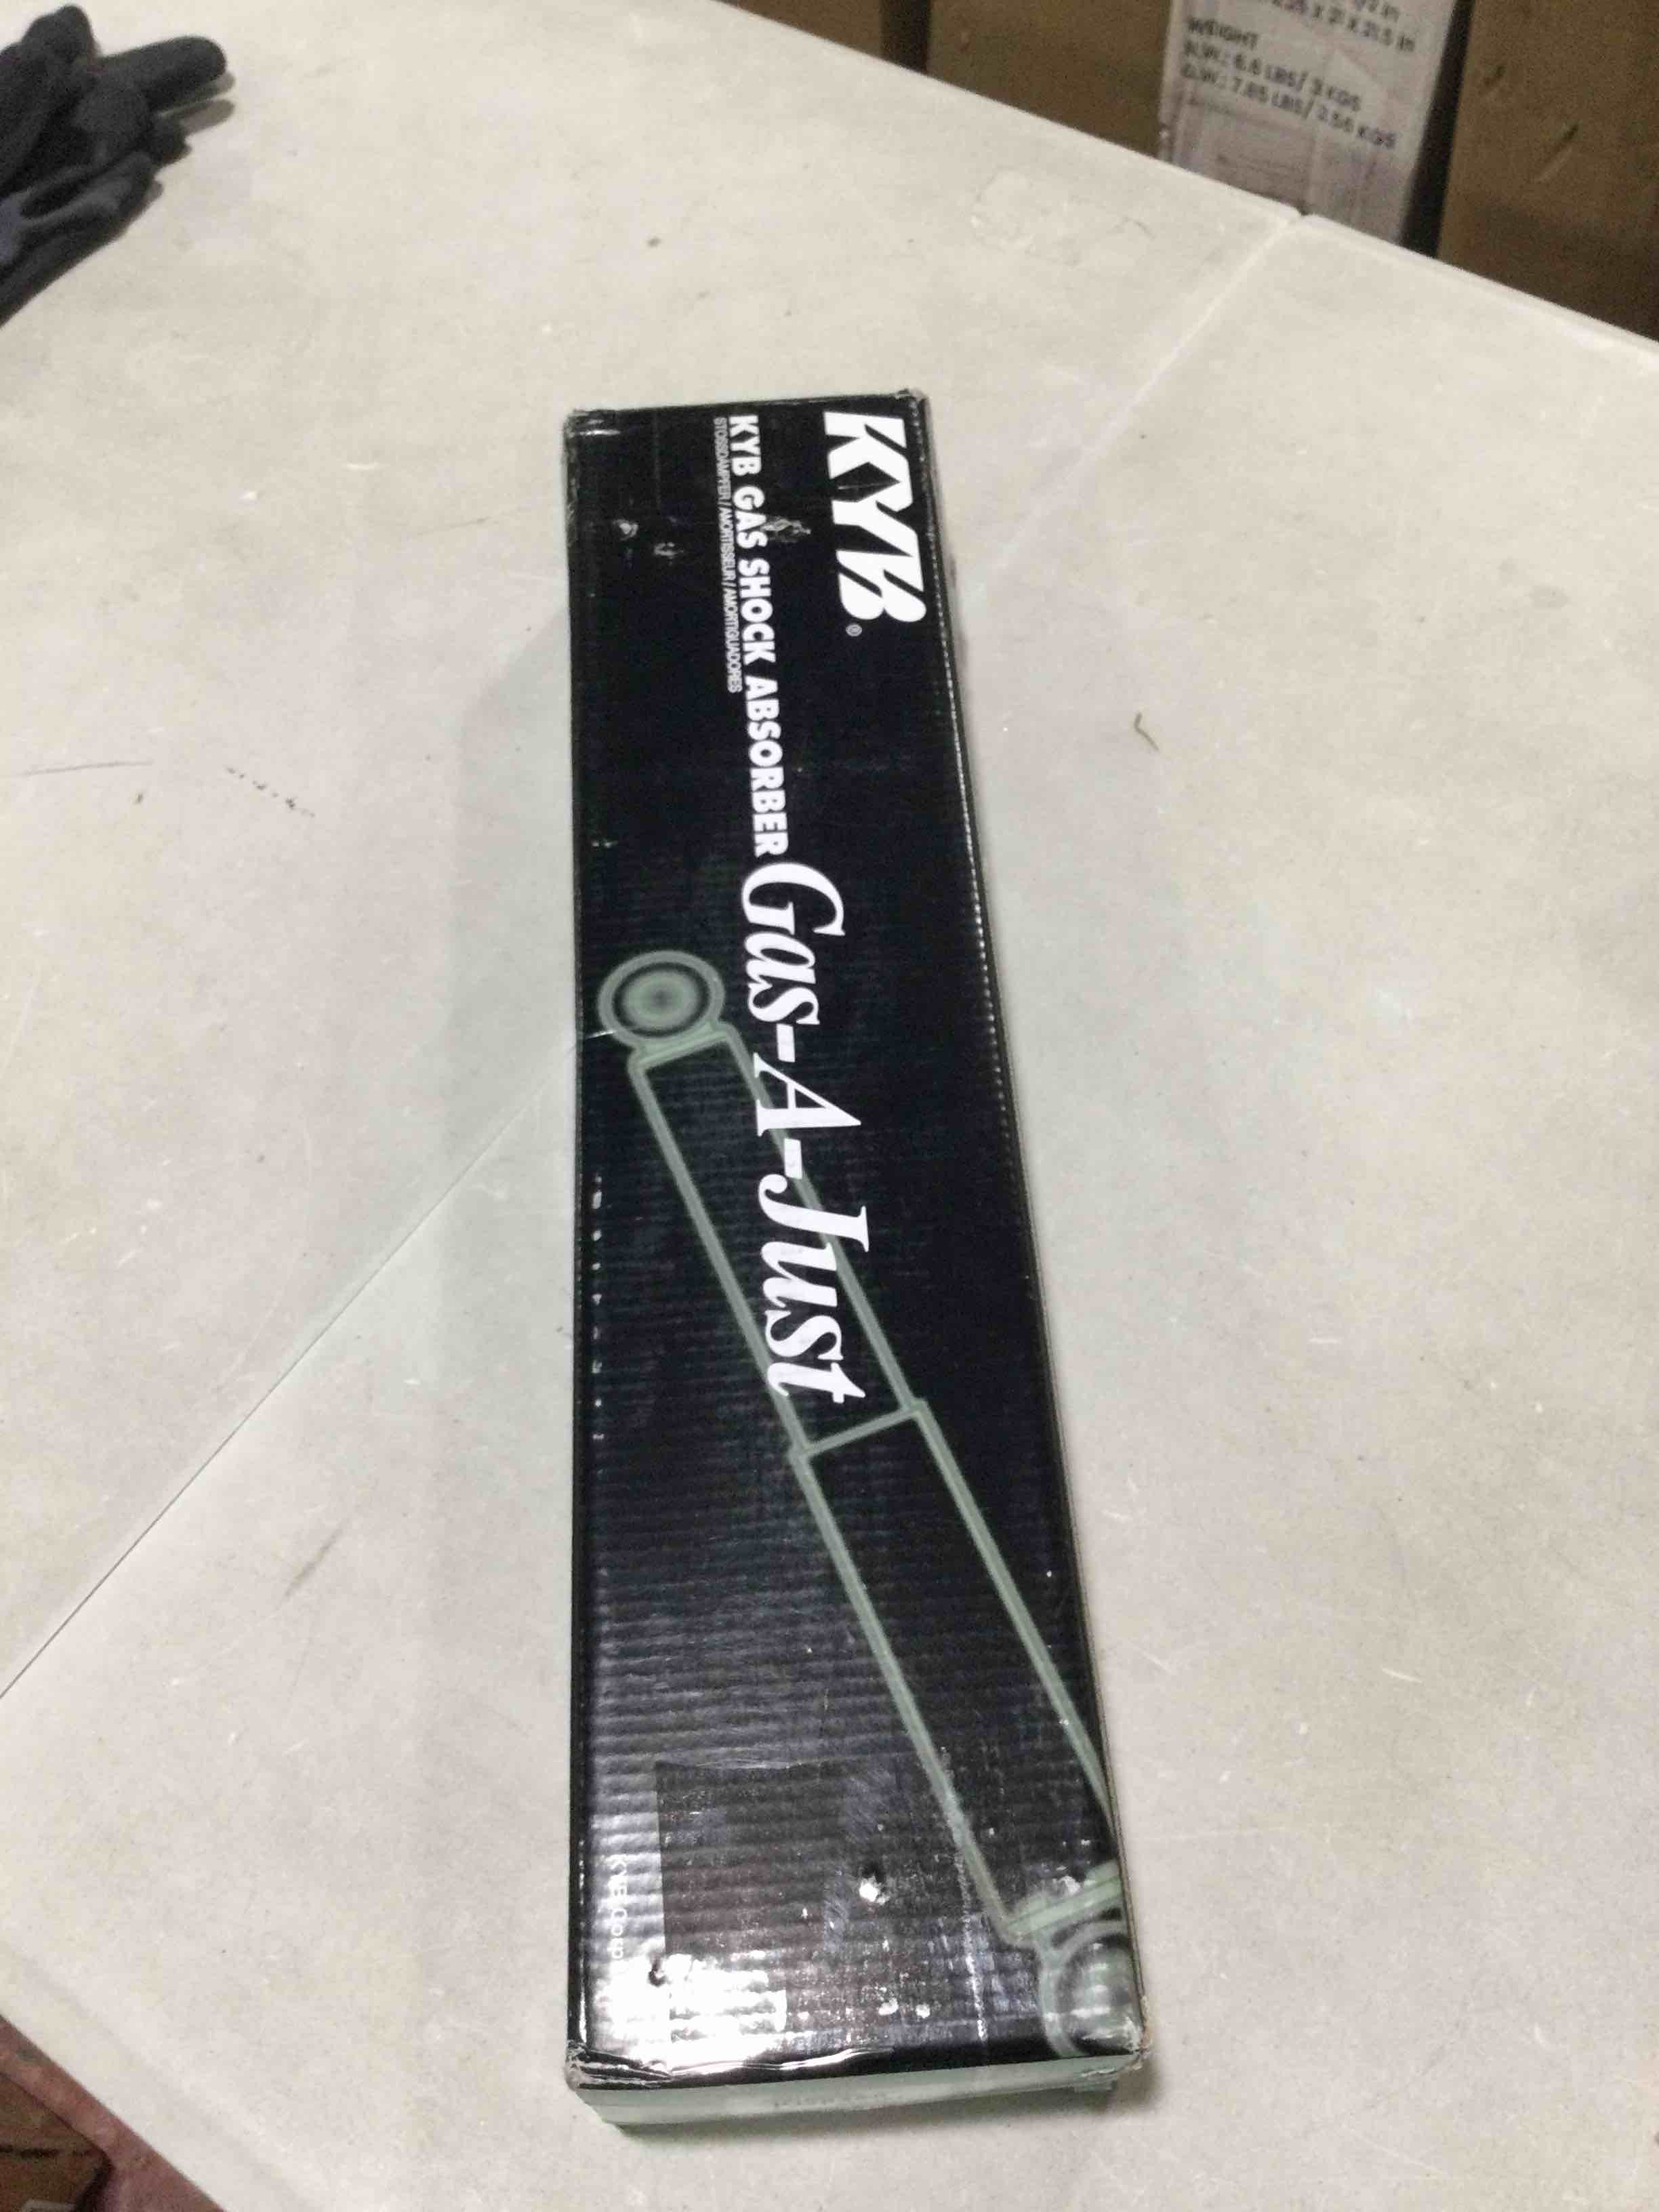 KYB®
KYB GAS SHOCK ABSORBER Gas-A-Just
STOSSDÄMPFER / AMORTISSEUR / AMORTIGUADORES
WEIGHT
N.W.: 6.6 LBS/ 3 KGS
G.W.: 7.85 LBS/ 3.56 KGS